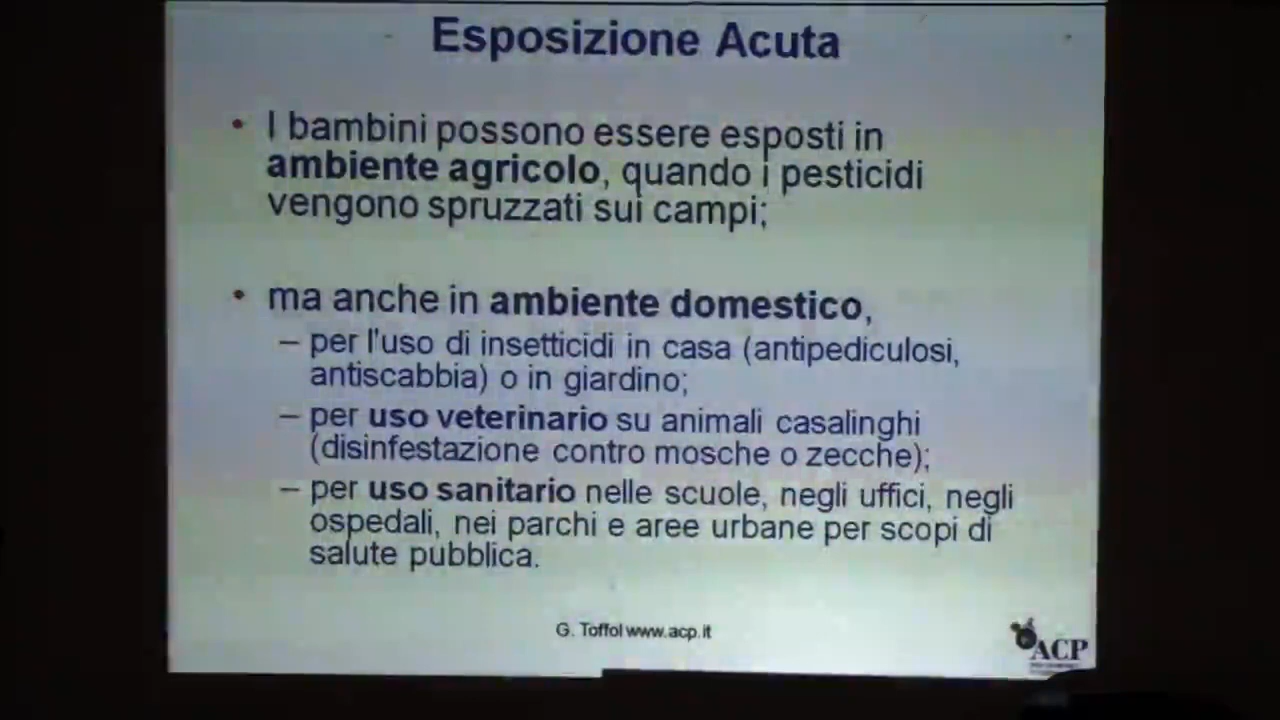 Esposizione Acuta
• I bambini possono essere esposti in
ambiente agricolo, quando i pesticidi
vengono spruzzati sui campi;
• ma anche in ambiente domestico,
– per l'uso di insetticidi in casa (antipediculosi,
antiscabbia) o in giardino;
– per uso veterinario su animali casalinghi
(disinfestazione contro mosche o zecche);
– per uso sanitario nelle scuole, negli uffici, negli
ospedali, nei parchi e aree urbane per scopi di
salute pubblica.
G. Toffol www.acp.it
ACP